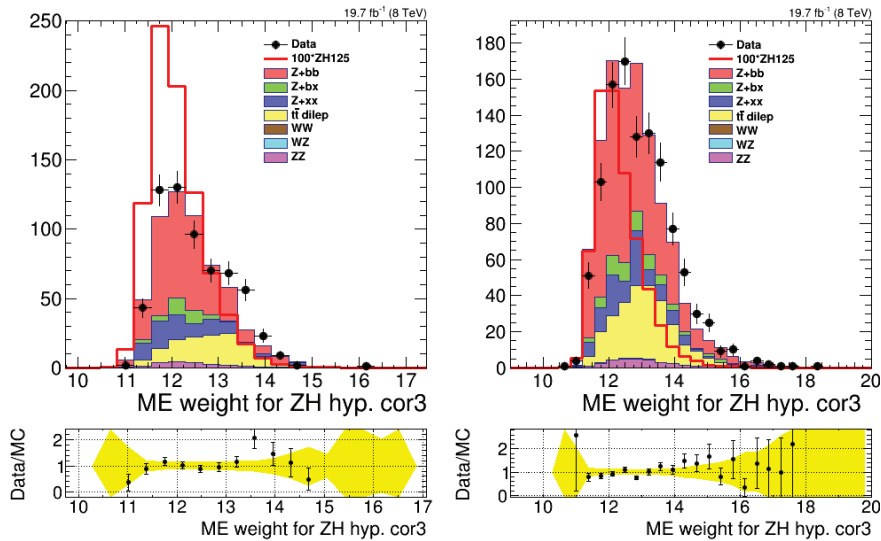 19.7 fb⁻¹ (8 TeV)
250
200
150
100
50
0
Data
100*ZH125
Z+bb
Z+bx
Z+xx
tt̄ dilep
WW
WZ
ZZ
10 11 12 13 14 15 16 17
ME weight for ZH hyp. cor3
Data/MC
2
1
0
10 11 12 13 14 15 16 17
ME weight for ZH hyp. cor3
19.7 fb⁻¹ (8 TeV)
180
160
140
120
100
80
60
40
20
0
Data
100*ZH125
Z+bb
Z+bx
Z+xx
tt̄ dilep
WW
WZ
ZZ
10 12 14 16 18 20
ME weight for ZH hyp. cor3
Data/MC
2
1
0
10 12 14 16 18 20
ME weight for ZH hyp. cor3